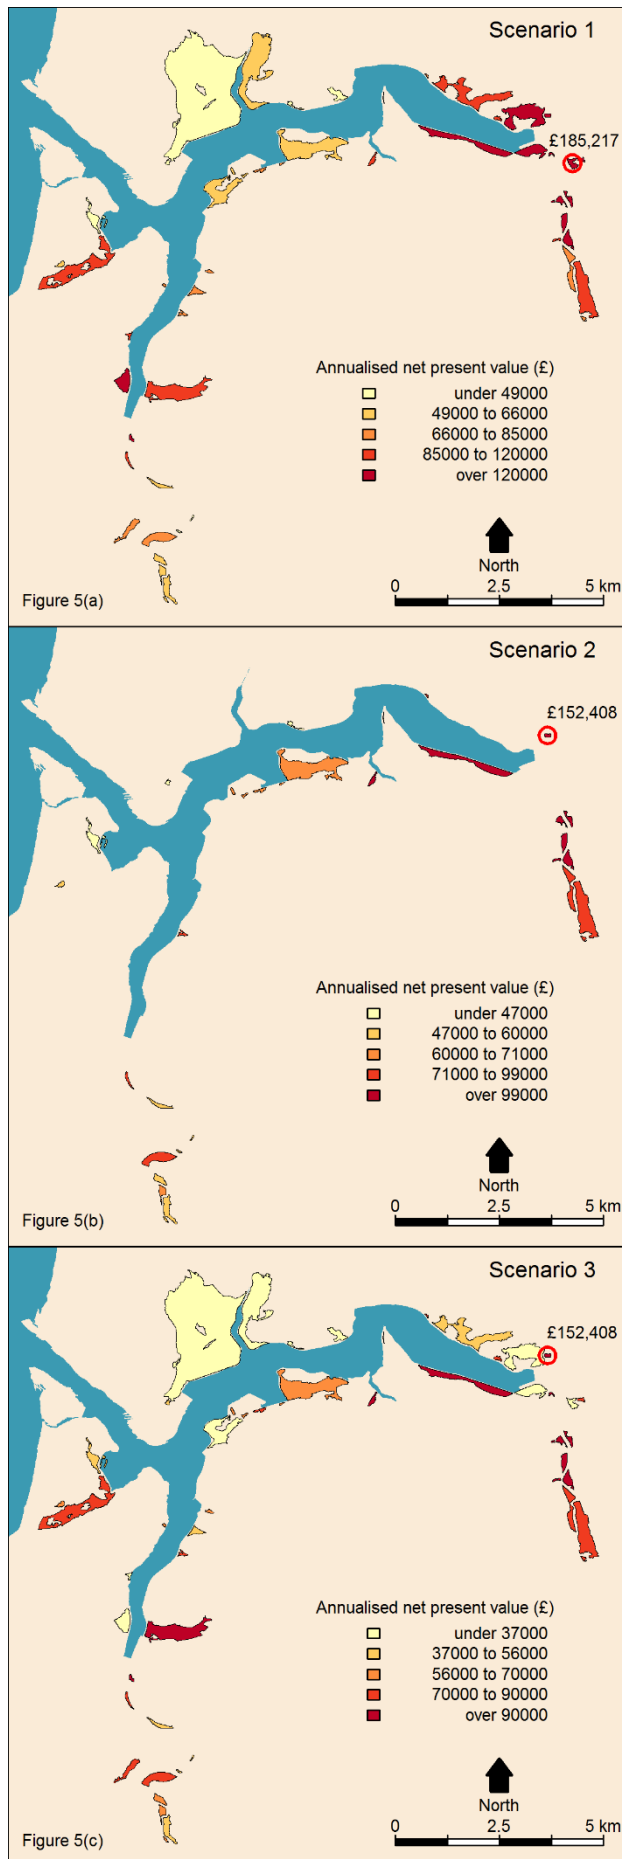 Scenario 1
£185,217
Annualised net present value (£)
under 49000
49000 to 66000
66000 to 85000
85000 to 120000
over 120000
North
0 2.5 5 km
Figure 5(a)
Scenario 2
£152,408
Annualised net present value (£)
under 47000
47000 to 60000
60000 to 71000
71000 to 99000
over 99000
North
0 2.5 5 km
Figure 5(b)
Scenario 3
£152,408
Annualised net present value (£)
under 37000
37000 to 56000
56000 to 70000
70000 to 90000
over 90000
North
0 2.5 5 km
Figure 5(c)